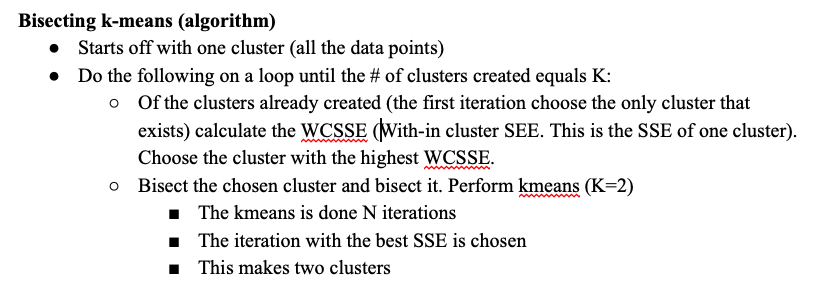 Bisecting k-means (algorithm)
● Starts off with one cluster (all the data points)
● Do the following on a loop until the # of clusters created equals K:
○ Of the clusters already created (the first iteration choose the only cluster that
exists) calculate the WCSSE (With-in cluster SEE. This is the SSE of one cluster).
Choose the cluster with the highest WCSSE.
○ Bisect the chosen cluster and bisect it. Perform kmeans (K=2)
■ The kmeans is done N iterations
■ The iteration with the best SSE is chosen
■ This makes two clusters